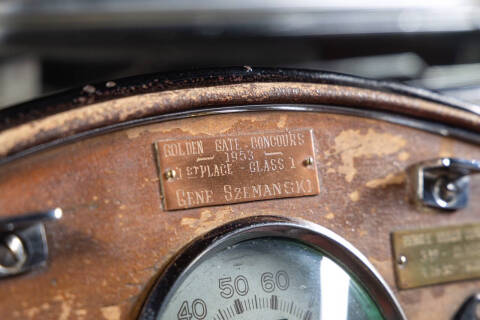 GOLDEN GATE CONCOURS
— 1953 —
1ST PLACE - CLASS 1
GENE SZEMANSKI
40 50 60